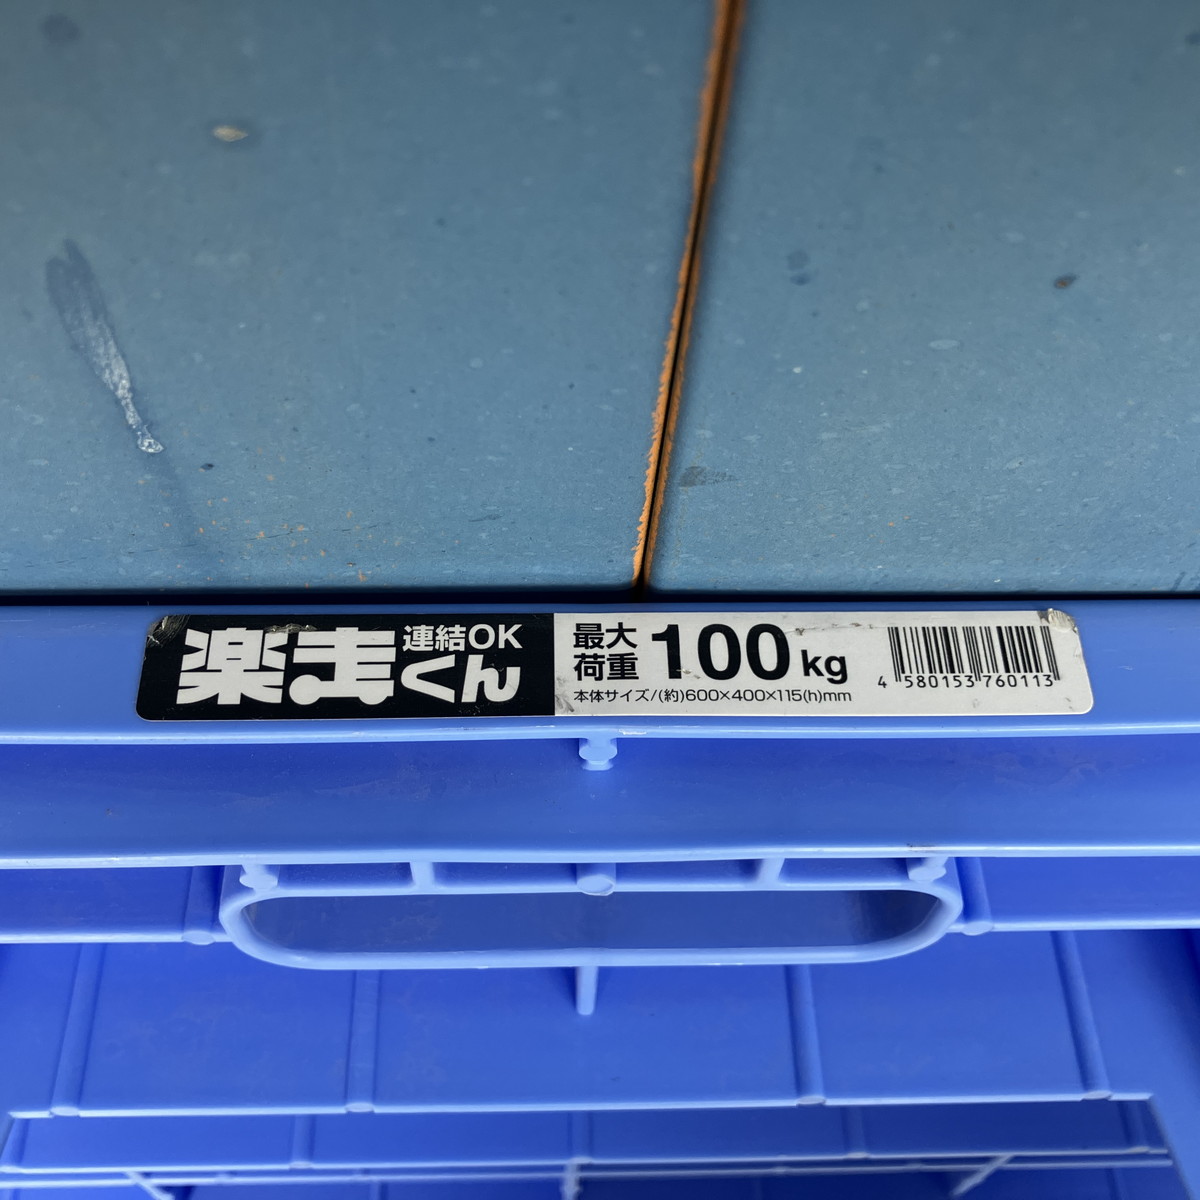 連結OK
楽走くん
最大
荷重 100kg
本体サイズ/(約)600×400×115(h)mm
4 580153 760113